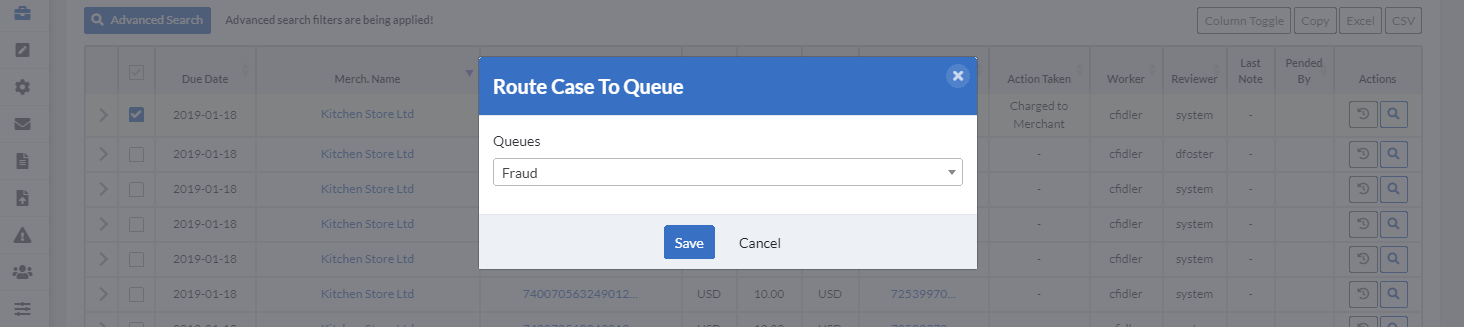 Advanced Search Advanced search filters are being applied! Column Toggle Copy Excel CSV
Route Case To Queue
Due Date Merch. Name Action Taken Worker Reviewer Last Note Pended By Actions
2019-01-18 Kitchen Store Ltd Charged to Merchant cfidler system -
Queues
2019-01-18 Kitchen Store Ltd - cfidler dfoster -
Fraud
2019-01-18 Kitchen Store Ltd - cfidler system -
2019-01-18 Kitchen Store Ltd - cfidler system -
Save Cancel
2019-01-18 Kitchen Store Ltd - cfidler system -
2019-01-18 Kitchen Store Ltd 740070563249012... USD 10.00 USD 72539970... - cfidler system -